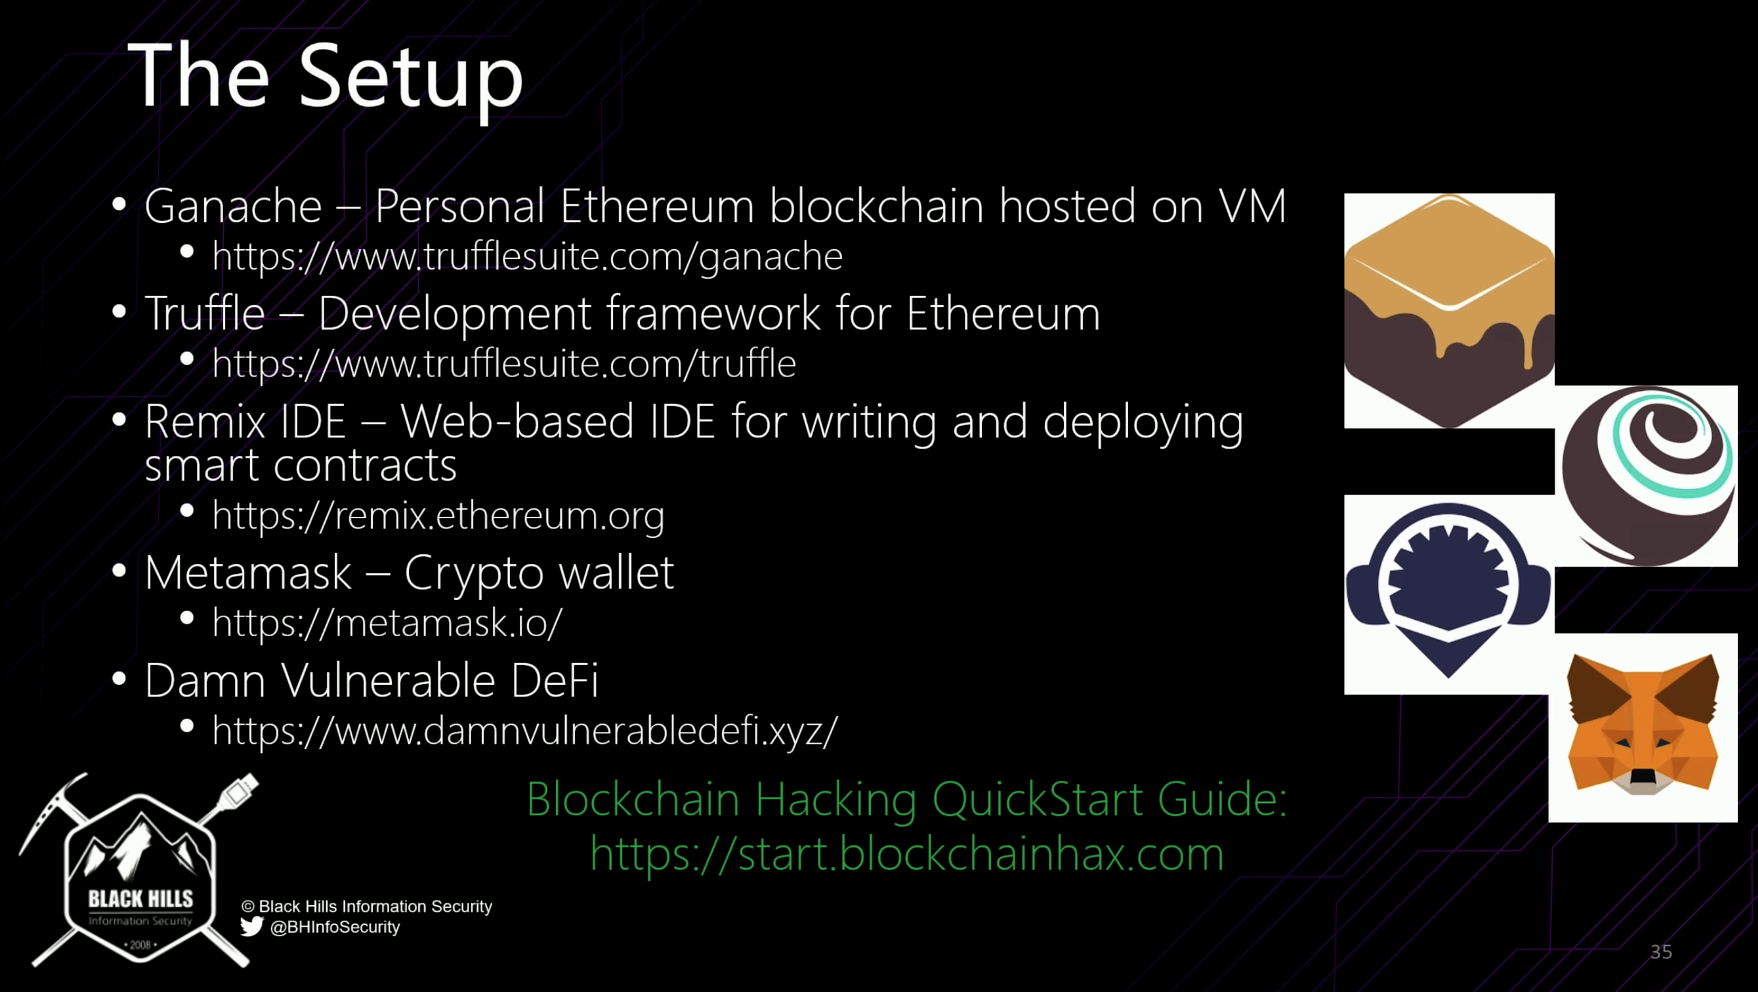 The Setup
• Ganache – Personal Ethereum blockchain hosted on VM
• https://www.trufflesuite.com/ganache
• Truffle – Development framework for Ethereum
• https://www.trufflesuite.com/truffle
• Remix IDE – Web-based IDE for writing and deploying
smart contracts
• https://remix.ethereum.org
• Metamask – Crypto wallet
• https://metamask.io/
• Damn Vulnerable DeFi
• https://www.damnvulnerabledefi.xyz/
Blockchain Hacking QuickStart Guide:
https://start.blockchainhax.com
BLACK HILLS
Information Security
• 2008 •
© Black Hills Information Security
@BHInfoSecurity
35